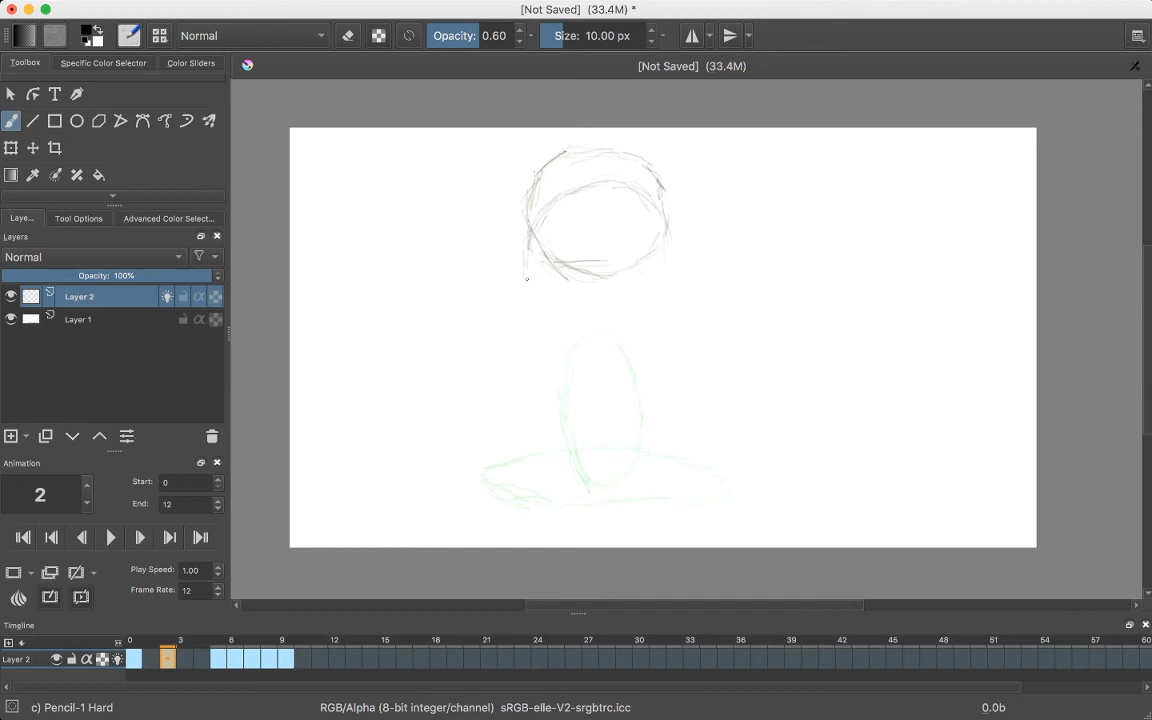 [Not Saved] (33.4M) *
Normal
Opacity: 0.60
Size: 10.00 px
Toolbox
Specific Color Selector
Color Sliders
[Not Saved] (33.4M)
Laye...
Tool Options
Advanced Color Select...
Layers
Normal
Opacity: 100%
Layer 2
Layer 1
Animation
2
Start: 0
End: 12
Play Speed: 1.00
Frame Rate: 12
Timeline
0 3 6 9 12 15 18 21 24 27 30 33 36 39 42 45 48 51 54 57 60
Layer 2
c) Pencil-1 Hard
RGB/Alpha (8-bit integer/channel) sRGB-elle-V2-srgbtrc.icc
0.0b